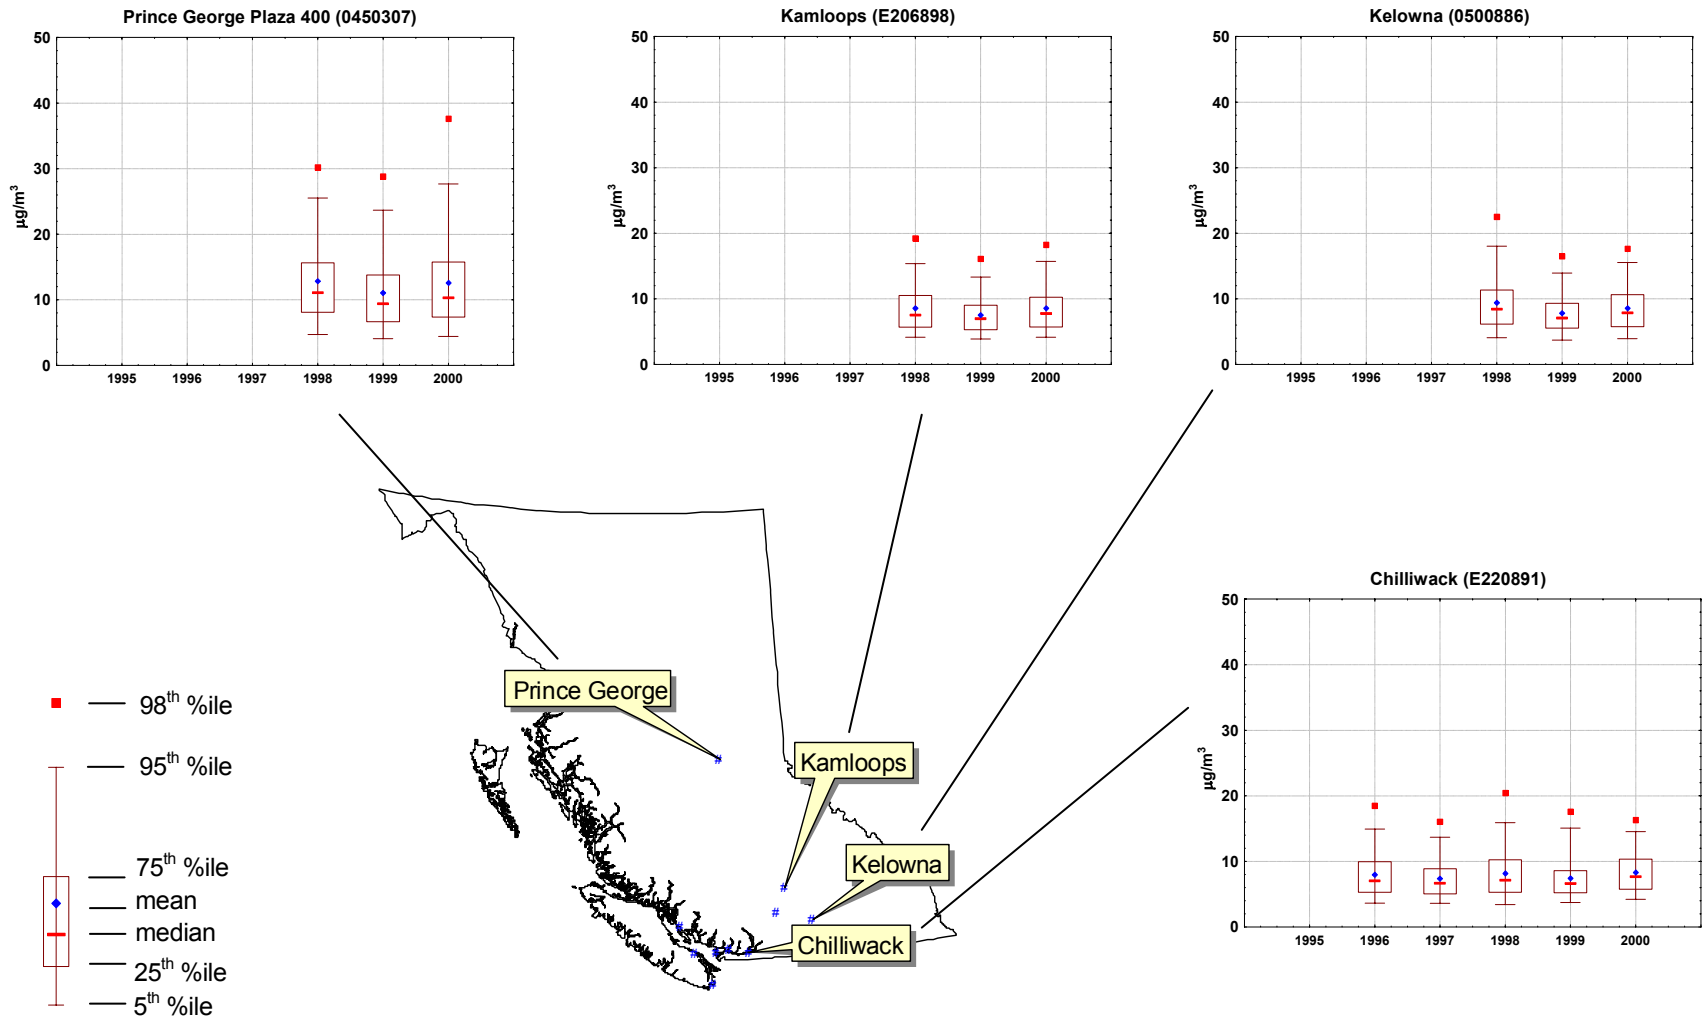 Prince George Plaza 400 (0450307)
50
40
30
20
10
0
µg/m³
1995 1996 1997 1998 1999 2000
Kamloops (E206898)
50
40
30
20
10
0
µg/m³
1995 1996 1997 1998 1999 2000
Kelowna (0500886)
50
40
30
20
10
0
µg/m³
1995 1996 1997 1998 1999 2000
Chilliwack (E220891)
50
40
30
20
10
0
µg/m³
1995 1996 1997 1998 1999 2000
Prince George
#
Kamloops
#
Kelowna
#
#
Chilliwack
#
#
#
#
#
#
#
98th %ile
95th %ile
75th %ile
mean
median
25th %ile
5th %ile